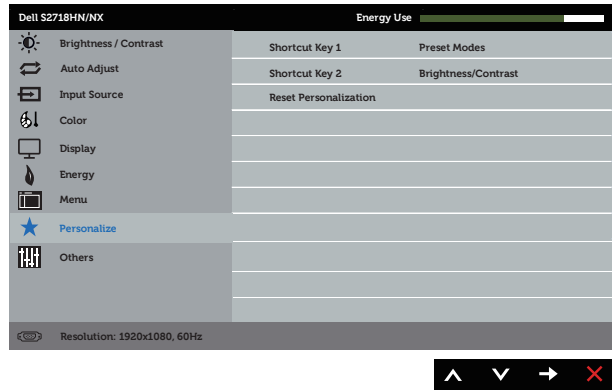 Dell S2718HN/NX Energy Use
Brightness / Contrast
Auto Adjust
Input Source
Color
Display
Energy
Menu
Personalize
Others
Shortcut Key 1 Preset Modes
Shortcut Key 2 Brightness/Contrast
Reset Personalization
Resolution: 1920x1080, 60Hz